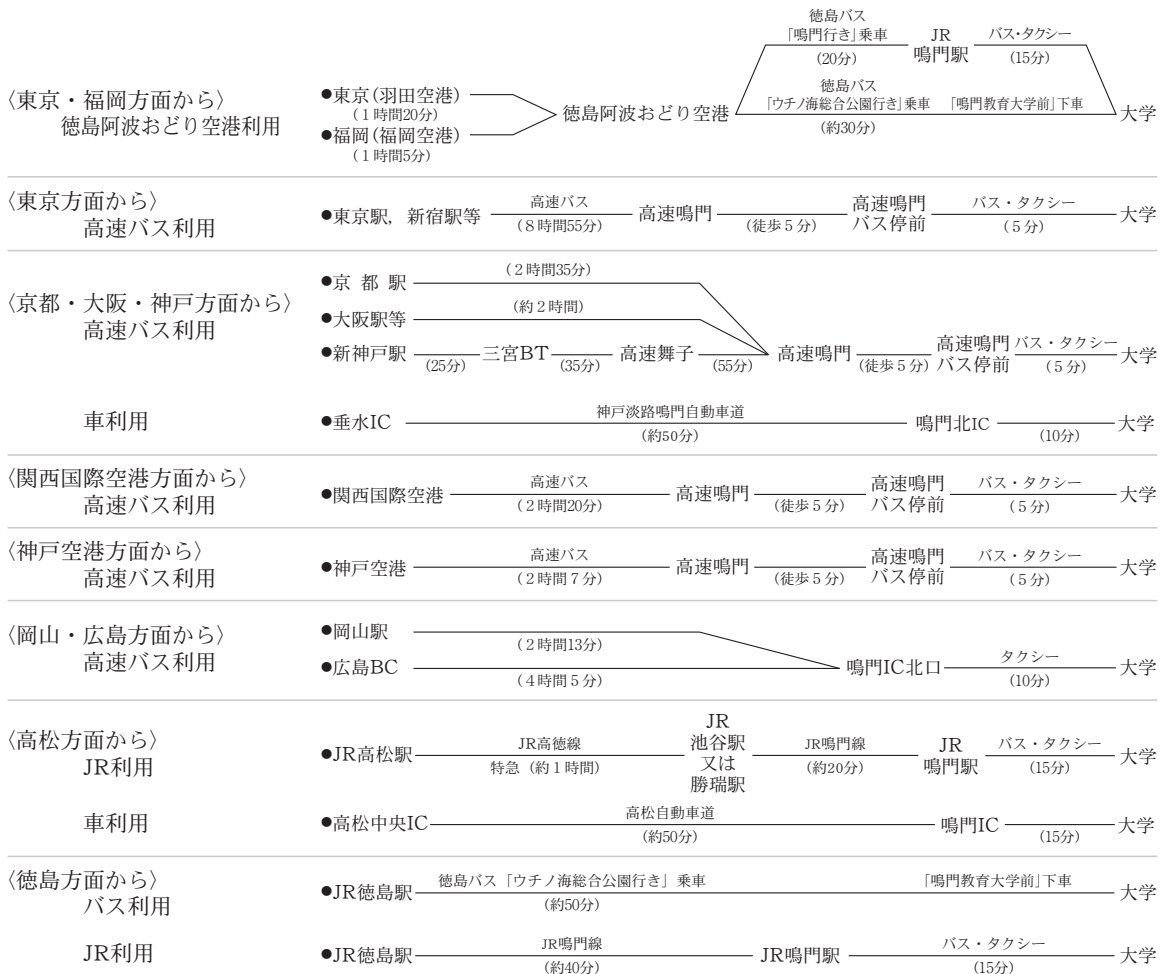 徳島バス
「鳴門行き」乗車
(20分)
JR
鳴門駅
バス・タクシー
(15分)
〈東京・福岡方面から〉
徳島阿波おどり空港利用
●東京(羽田空港)
(1時間20分)
●福岡(福岡空港)
(1時間5分)
徳島阿波おどり空港
徳島バス
「ウチノ海総合公園行き」乗車 「鳴門教育大学前」下車
(約30分)
大学
〈東京方面から〉
高速バス利用
●東京駅，新宿駅等
高速バス
(8時間55分)
高速鳴門
(徒歩5分)
高速鳴門
バス停前
バス・タクシー
(5分)
大学
〈京都・大阪・神戸方面から〉
高速バス利用
●京都駅
(2時間35分)
●大阪駅等
(約2時間)
●新神戸駅
(25分)
三宮BT
(35分)
高速舞子
(55分)
高速鳴門
(徒歩5分)
高速鳴門
バス停前
バス・タクシー
(5分)
大学
車利用
●垂水IC
神戸淡路鳴門自動車道
(約50分)
鳴門北IC
(10分)
大学
〈関西国際空港方面から〉
高速バス利用
●関西国際空港
高速バス
(2時間20分)
高速鳴門
(徒歩5分)
高速鳴門
バス停前
バス・タクシー
(5分)
大学
〈神戸空港方面から〉
高速バス利用
●神戸空港
高速バス
(2時間7分)
高速鳴門
(徒歩5分)
高速鳴門
バス停前
バス・タクシー
(5分)
大学
〈岡山・広島方面から〉
高速バス利用
●岡山駅
(2時間13分)
●広島BC
(4時間5分)
鳴門IC北口
タクシー
(10分)
大学
〈高松方面から〉
JR利用
●JR高松駅
JR高徳線
特急(約1時間)
JR
池谷駅
又は
勝瑞駅
JR鳴門線
(約20分)
JR
鳴門駅
バス・タクシー
(15分)
大学
車利用
●高松中央IC
高松自動車道
(約50分)
鳴門IC
(15分)
大学
〈徳島方面から〉
バス利用
●JR徳島駅
徳島バス「ウチノ海総合公園行き」乗車
(約50分)
「鳴門教育大学前」下車
大学
JR利用
●JR徳島駅
JR鳴門線
(約40分)
JR鳴門駅
バス・タクシー
(15分)
大学